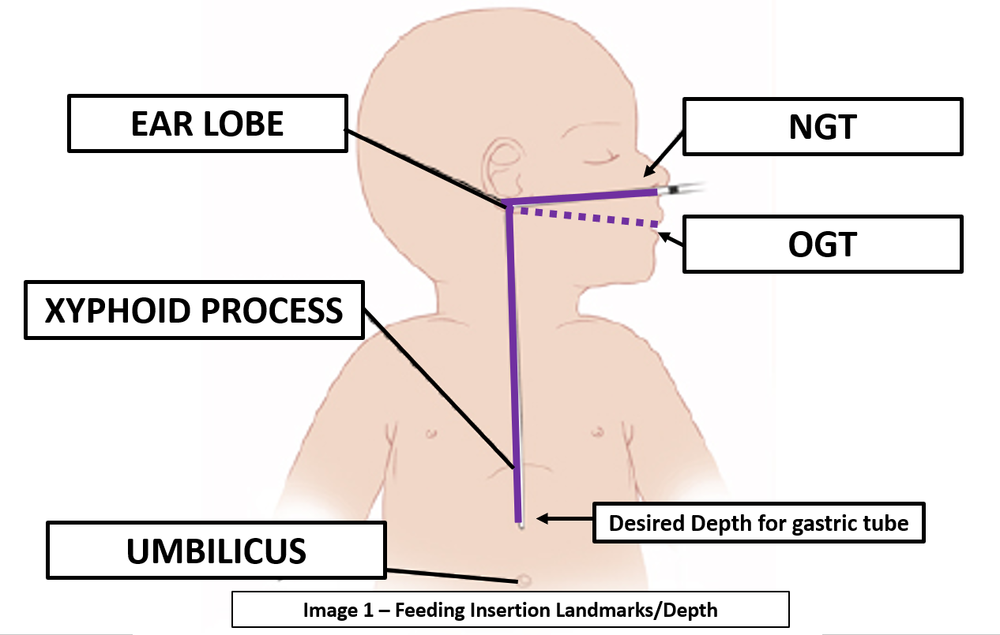 EAR LOBE
NGT
OGT
XYPHOID PROCESS
Desired Depth for gastric tube
UMBILICUS
Image 1 – Feeding Insertion Landmarks/Depth